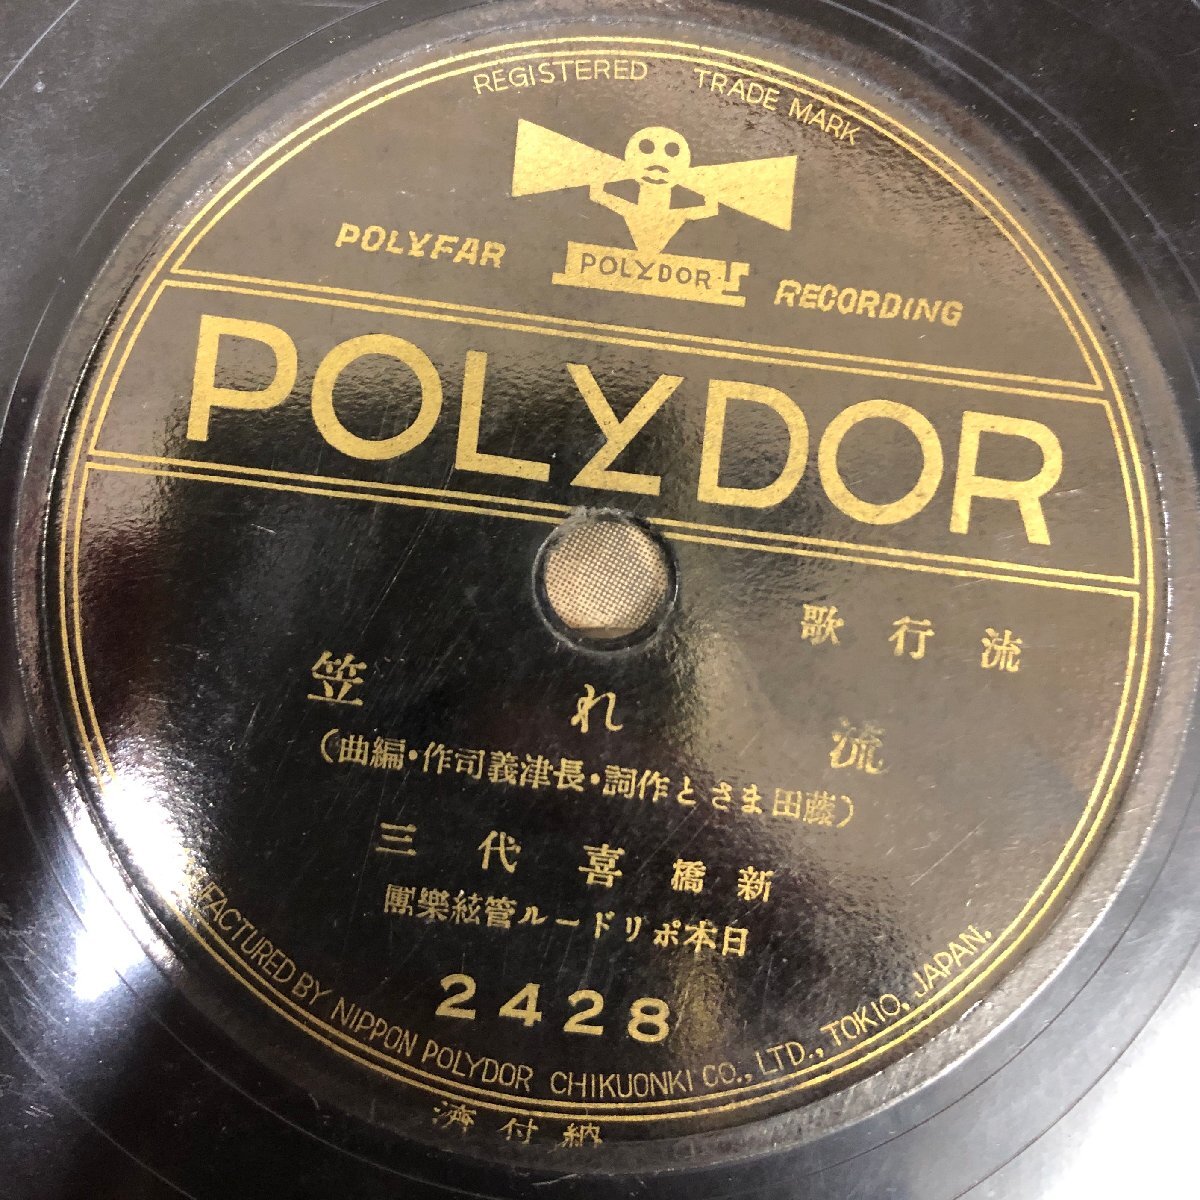 REGISTERED TRADE MARK
POLYDOR
POLYFAR RECORDING
POLYDOR
流行歌
流れ笠
(藤田まさと作詞・長津義司作・編曲)
新橋喜代三
日本ポリドール管絃樂團
2428
UFACTURED BY NIPPON POLYDOR CHIKUONKI CO., LTD., TOKIO, JAPAN.
納付濟